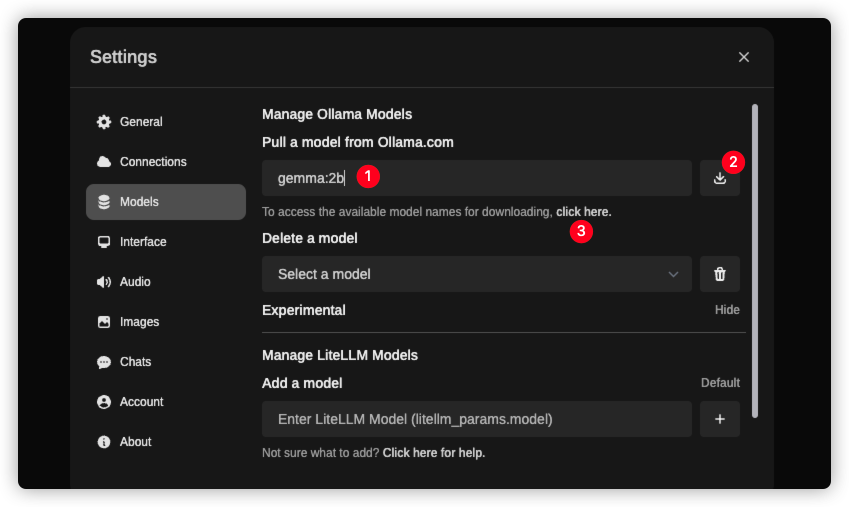 Settings
General
Connections
Models
Interface
Audio
Images
Chats
Account
About
Manage Ollama Models
Pull a model from Ollama.com
gemma:2b 1
2
To access the available model names for downloading, click here.
3
Delete a model
Select a model
Experimental Hide
Manage LiteLLM Models
Add a model Default
Enter LiteLLM Model (litellm_params.model)
Not sure what to add? Click here for help.